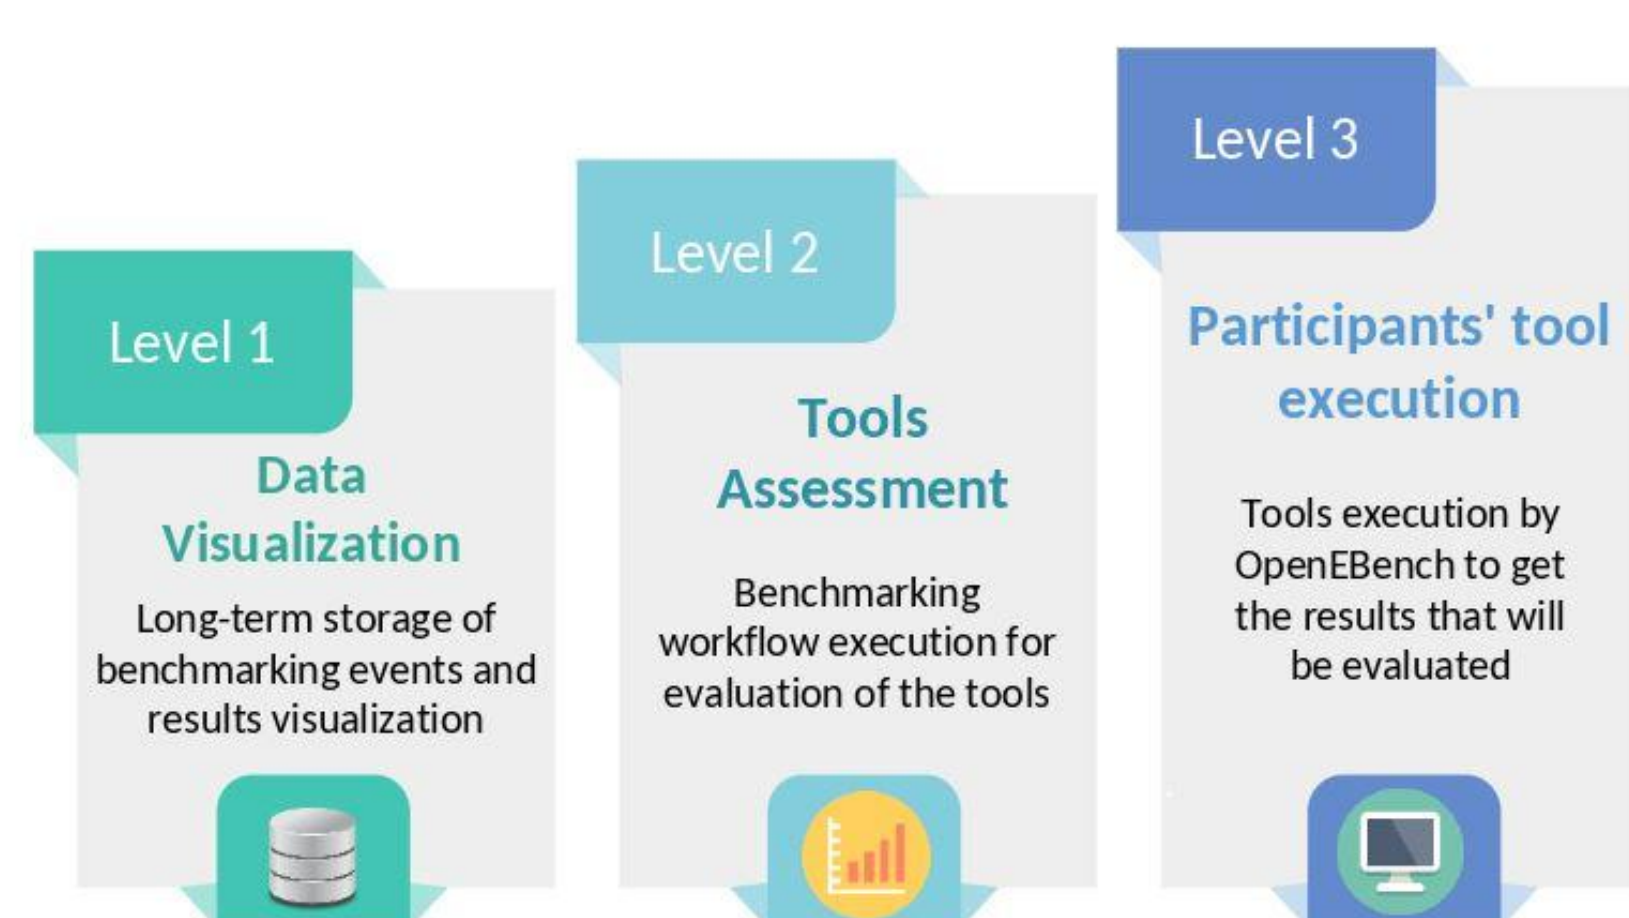 Level 1
Data
Visualization
Long-term storage of
benchmarking events and
results visualization
Level 2
Tools
Assessment
Benchmarking
workflow execution for
evaluation of the tools
Level 3
Participants' tool
execution
Tools execution by
OpenEBench to get
the results that will
be evaluated